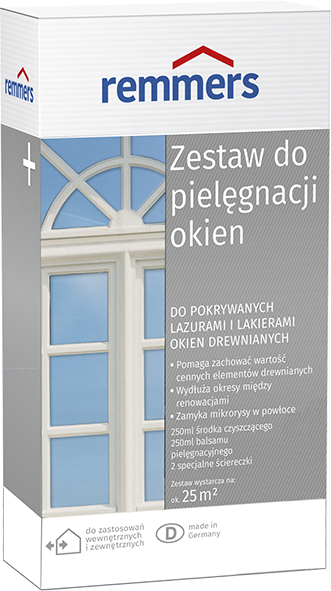 remmers
remmers
Zestaw do
pielęgnacji
okien
DO POKRYWANYCH
LAZURAMI I LAKIERAMI
OKIEN DREWNIANYCH
▪ Pomaga zachować wartość
cennych elementów drewnianych
▪ Wydłuża okresy między
renowacjami
▪ Zamyka mikrorysy w powłoce
250ml środka czyszczącego
250ml balsamu
pielęgnacyjnego
2 specjalne ściereczki
Zestaw wystarcza na:
ok. 25 m²
do zastosowań
wewnętrznych
i zewnętrznych
D
made in
Germany